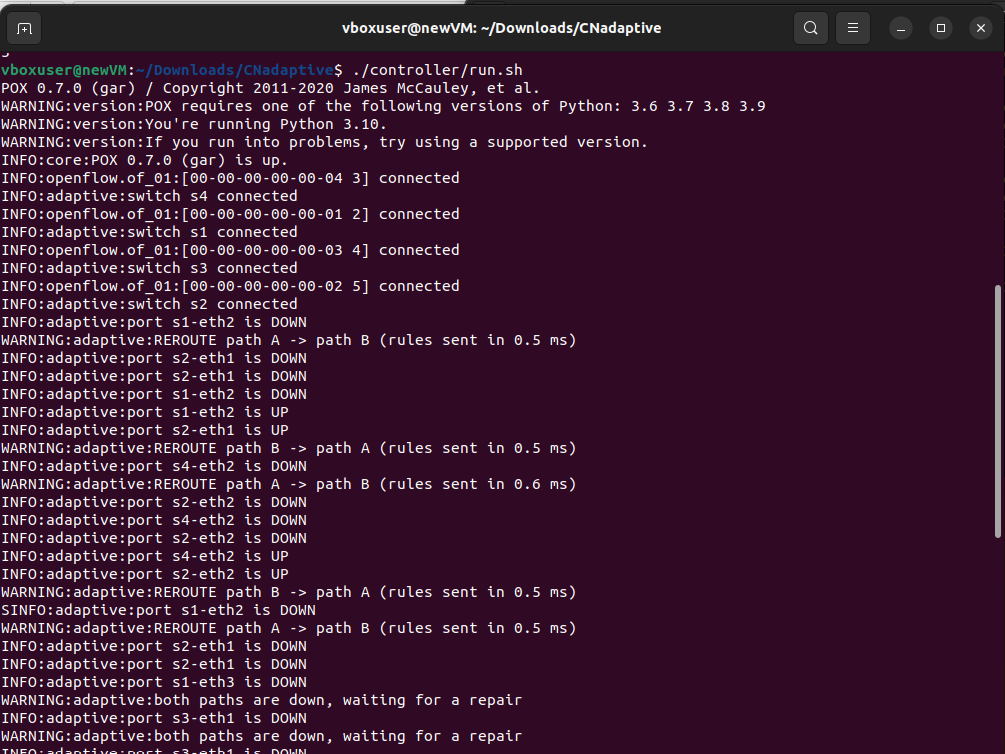 vboxuser@newVM: ~/Downloads/CNadaptive
vboxuser@newVM:~/Downloads/CNadaptive$ ./controller/run.sh
POX 0.7.0 (gar) / Copyright 2011-2020 James McCauley, et al.
WARNING:version:POX requires one of the following versions of Python: 3.6 3.7 3.8 3.9
WARNING:version:You're running Python 3.10.
WARNING:version:If you run into problems, try using a supported version.
INFO:core:POX 0.7.0 (gar) is up.
INFO:openflow.of_01:[00-00-00-00-00-04 3] connected
INFO:adaptive:switch s4 connected
INFO:openflow.of_01:[00-00-00-00-00-01 2] connected
INFO:adaptive:switch s1 connected
INFO:openflow.of_01:[00-00-00-00-00-03 4] connected
INFO:adaptive:switch s3 connected
INFO:openflow.of_01:[00-00-00-00-00-02 5] connected
INFO:adaptive:switch s2 connected
INFO:adaptive:port s1-eth2 is DOWN
WARNING:adaptive:REROUTE path A -> path B (rules sent in 0.5 ms)
INFO:adaptive:port s2-eth1 is DOWN
INFO:adaptive:port s2-eth1 is DOWN
INFO:adaptive:port s1-eth2 is DOWN
INFO:adaptive:port s1-eth2 is UP
INFO:adaptive:port s2-eth1 is UP
WARNING:adaptive:REROUTE path B -> path A (rules sent in 0.5 ms)
INFO:adaptive:port s4-eth2 is DOWN
WARNING:adaptive:REROUTE path A -> path B (rules sent in 0.6 ms)
INFO:adaptive:port s2-eth2 is DOWN
INFO:adaptive:port s4-eth2 is DOWN
INFO:adaptive:port s2-eth2 is DOWN
INFO:adaptive:port s4-eth2 is UP
INFO:adaptive:port s2-eth2 is UP
WARNING:adaptive:REROUTE path B -> path A (rules sent in 0.5 ms)
SINFO:adaptive:port s1-eth2 is DOWN
WARNING:adaptive:REROUTE path A -> path B (rules sent in 0.5 ms)
INFO:adaptive:port s2-eth1 is DOWN
INFO:adaptive:port s2-eth1 is DOWN
INFO:adaptive:port s1-eth3 is DOWN
WARNING:adaptive:both paths are down, waiting for a repair
INFO:adaptive:port s3-eth1 is DOWN
WARNING:adaptive:both paths are down, waiting for a repair
INFO:adaptive:port s3-eth1 is DOWN